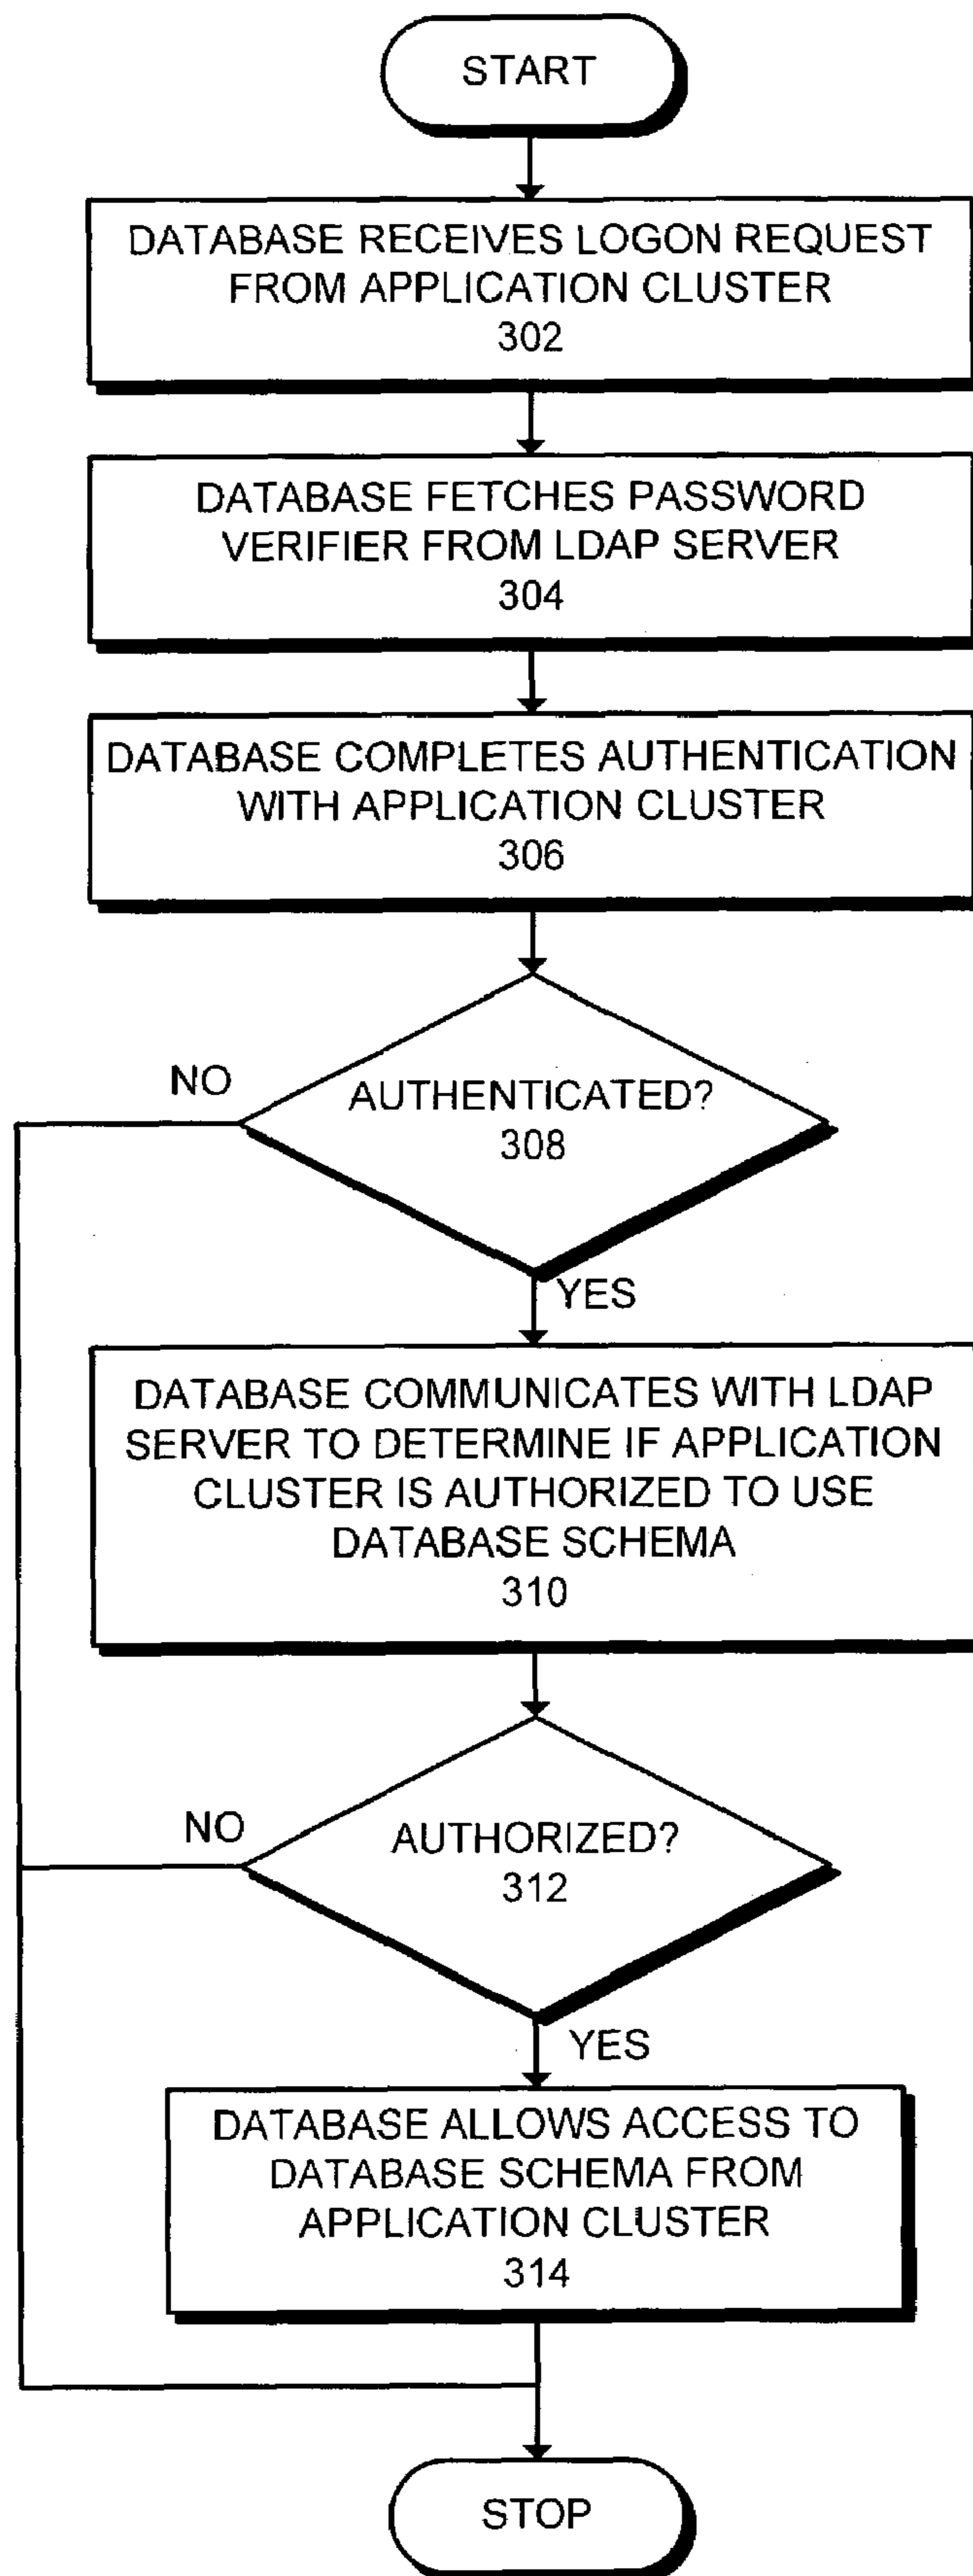 START
DATABASE RECEIVES LOGON REQUEST
FROM APPLICATION CLUSTER
302
DATABASE FETCHES PASSWORD
VERIFIER FROM LDAP SERVER
304
DATABASE COMPLETES AUTHENTICATION
WITH APPLICATION CLUSTER
306
NO
AUTHENTICATED?
308
YES
DATABASE COMMUNICATES WITH LDAP
SERVER TO DETERMINE IF APPLICATION
CLUSTER IS AUTHORIZED TO USE
DATABASE SCHEMA
310
NO
AUTHORIZED?
312
YES
DATABASE ALLOWS ACCESS TO
DATABASE SCHEMA FROM
APPLICATION CLUSTER
314
STOP